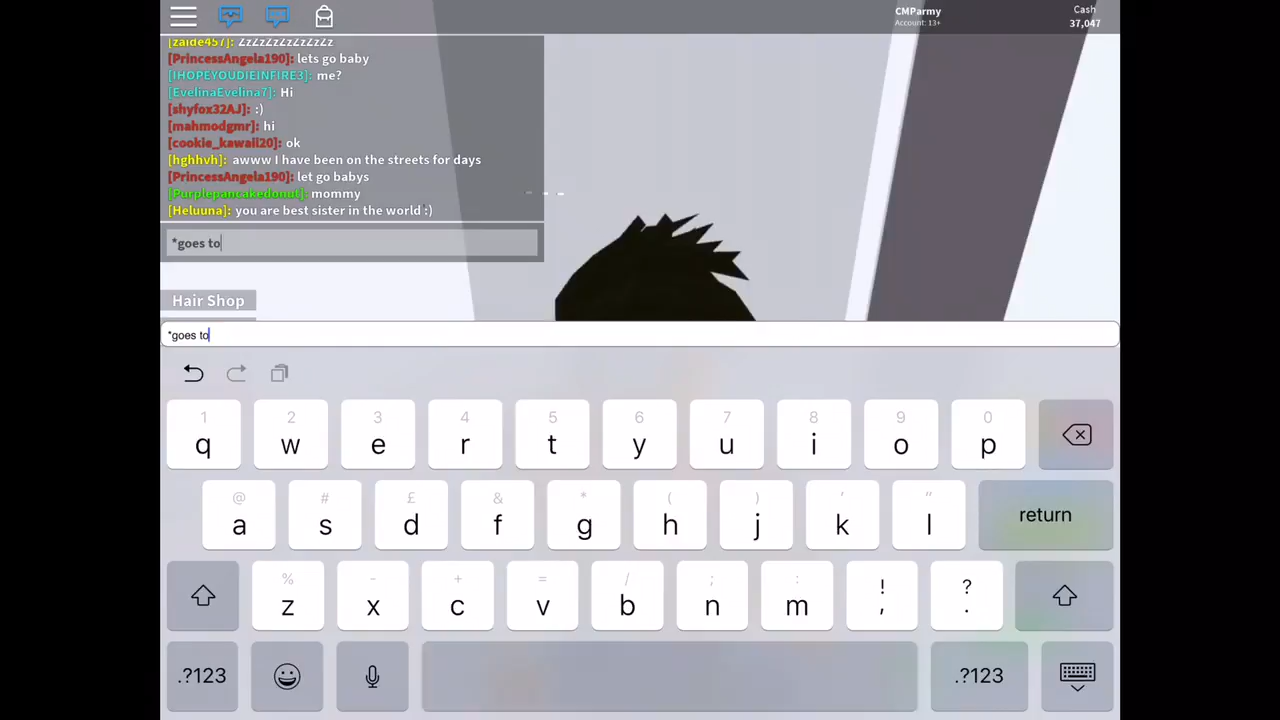 CMParmy
Account: 13+
Cash
37,047
[zaide457]: ZzZzZzZzZzZzZz
[PrincessAngela190]: lets go baby
[IHOPEYOUDIEINFIRE3]: me?
[EvelinaEvelina7]: Hi
[shyfox32AJ]: :)
[mahmodgmr]: hi
[cookie_kawaii20]: ok
[hghhvh]: awww I have been on the streets for days
[PrincessAngela190]: let go babys
[Purplepancakedonut]: mommy
[Heluuna]: you are best sister in the world :)
*goes to
Hair Shop
*goes to
1 2 3 4 5 6 7 8 9 0
q w e r t y u i o p
@ # £ & * ( ) ' "
a s d f g h j k l return
% - + = / ; : ! ?
z x c v b n m , .
.?123 .?123